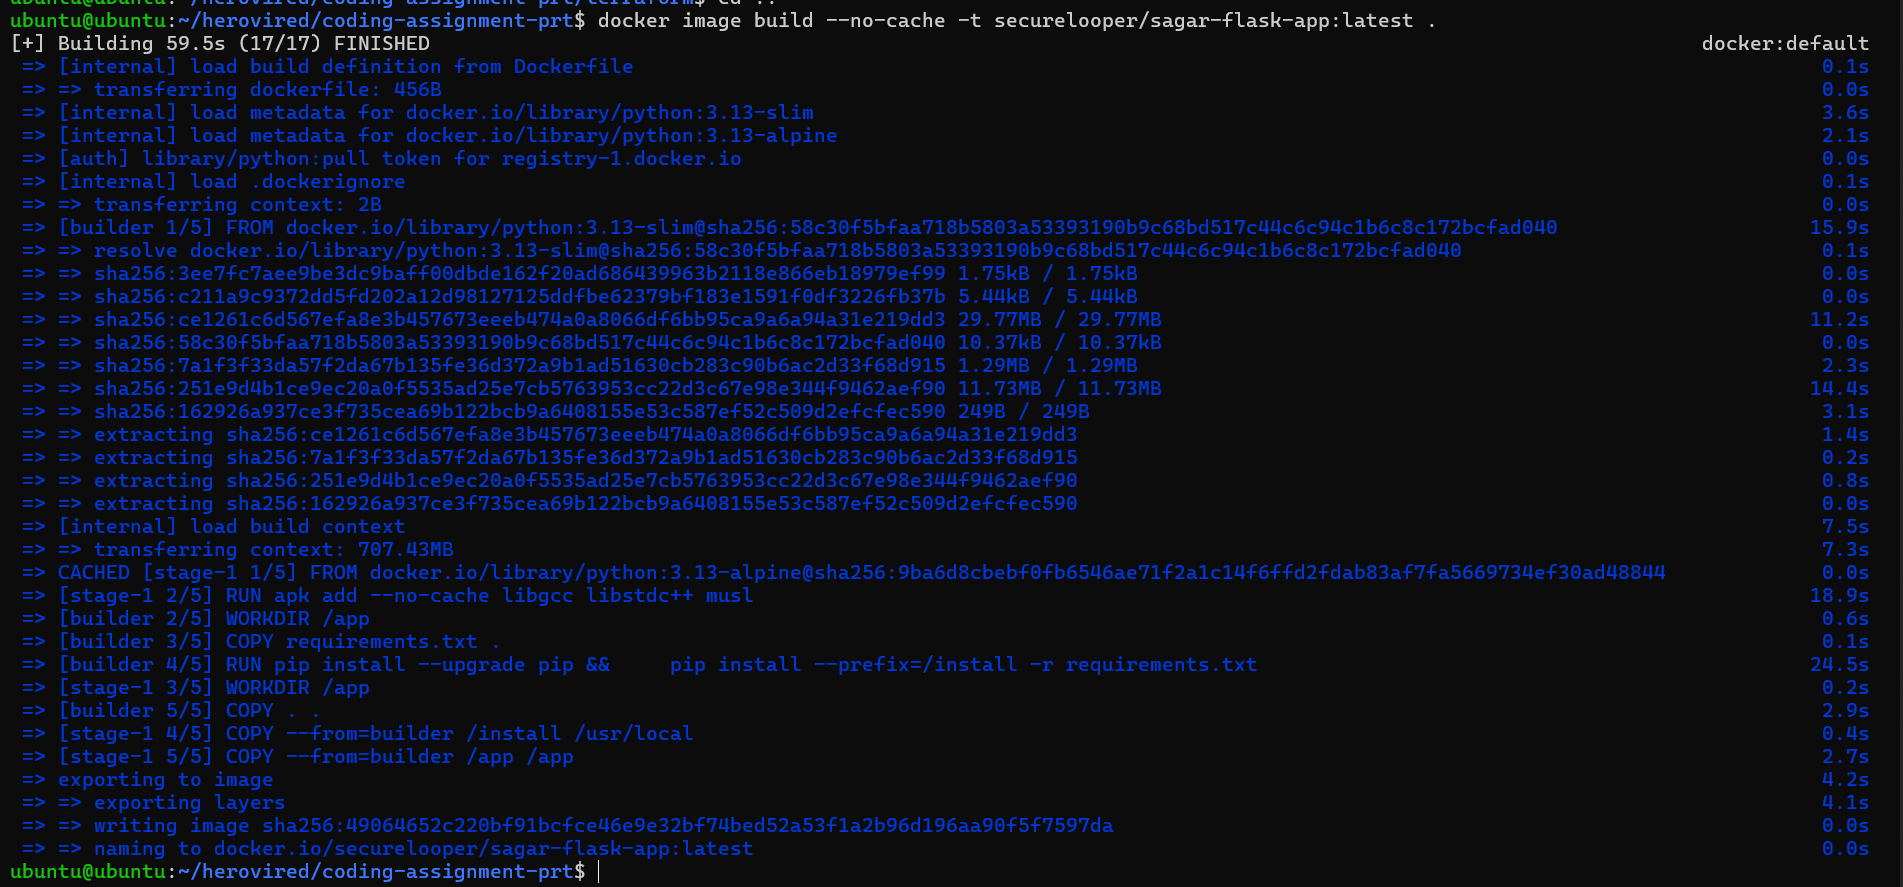 ubuntu@ubuntu:~/herovired/coding-assignment-prt/terraform$ cd ..
ubuntu@ubuntu:~/herovired/coding-assignment-prt$ docker image build --no-cache -t securelooper/sagar-flask-app:latest .
[+] Building 59.5s (17/17) FINISHED docker:default
=> [internal] load build definition from Dockerfile 0.1s
=> => transferring dockerfile: 456B 0.0s
=> [internal] load metadata for docker.io/library/python:3.13-slim 3.6s
=> [internal] load metadata for docker.io/library/python:3.13-alpine 2.1s
=> [auth] library/python:pull token for registry-1.docker.io 0.0s
=> [internal] load .dockerignore 0.1s
=> => transferring context: 2B 0.0s
=> [builder 1/5] FROM docker.io/library/python:3.13-slim@sha256:58c30f5bfaa718b5803a53393190b9c68bd517c44c6c94c1b6c8c172bcfad040 15.9s
=> => resolve docker.io/library/python:3.13-slim@sha256:58c30f5bfaa718b5803a53393190b9c68bd517c44c6c94c1b6c8c172bcfad040 0.1s
=> => sha256:3ee7fc7aee9be3dc9baff00dbde162f20ad686439963b2118e866eb18979ef99 1.75kB / 1.75kB 0.0s
=> => sha256:c211a9c9372dd5fd202a12d98127125ddfbe62379bf183e1591f0df3226fb37b 5.44kB / 5.44kB 0.0s
=> => sha256:ce1261c6d567efa8e3b457673eeeb474a0a8066df6bb95ca9a6a94a31e219dd3 29.77MB / 29.77MB 11.2s
=> => sha256:58c30f5bfaa718b5803a53393190b9c68bd517c44c6c94c1b6c8c172bcfad040 10.37kB / 10.37kB 0.0s
=> => sha256:7a1f3f33da57f2da67b135fe36d372a9b1ad51630cb283c90b6ac2d33f68d915 1.29MB / 1.29MB 2.3s
=> => sha256:251e9d4b1ce9ec20a0f5535ad25e7cb5763953cc22d3c67e98e344f9462aef90 11.73MB / 11.73MB 14.4s
=> => sha256:162926a937ce3f735cea69b122bcb9a6408155e53c587ef52c509d2efcfec590 249B / 249B 3.1s
=> => extracting sha256:ce1261c6d567efa8e3b457673eeeb474a0a8066df6bb95ca9a6a94a31e219dd3 1.4s
=> => extracting sha256:7a1f3f33da57f2da67b135fe36d372a9b1ad51630cb283c90b6ac2d33f68d915 0.2s
=> => extracting sha256:251e9d4b1ce9ec20a0f5535ad25e7cb5763953cc22d3c67e98e344f9462aef90 0.8s
=> => extracting sha256:162926a937ce3f735cea69b122bcb9a6408155e53c587ef52c509d2efcfec590 0.0s
=> [internal] load build context 7.5s
=> => transferring context: 707.43MB 7.3s
=> CACHED [stage-1 1/5] FROM docker.io/library/python:3.13-alpine@sha256:9ba6d8cbebf0fb6546ae71f2a1c14f6ffd2fdab83af7fa5669734ef30ad48844 0.0s
=> [stage-1 2/5] RUN apk add --no-cache libgcc libstdc++ musl 18.9s
=> [builder 2/5] WORKDIR /app 0.6s
=> [builder 3/5] COPY requirements.txt . 0.1s
=> [builder 4/5] RUN pip install --upgrade pip &&     pip install --prefix=/install -r requirements.txt 24.5s
=> [stage-1 3/5] WORKDIR /app 0.2s
=> [builder 5/5] COPY . . 2.9s
=> [stage-1 4/5] COPY --from=builder /install /usr/local 0.4s
=> [stage-1 5/5] COPY --from=builder /app /app 2.7s
=> exporting to image 4.2s
=> => exporting layers 4.1s
=> => writing image sha256:49064652c220bf91bcfce46e9e32bf74bed52a53f1a2b96d196aa90f5f7597da 0.0s
=> => naming to docker.io/securelooper/sagar-flask-app:latest 0.0s
ubuntu@ubuntu:~/herovired/coding-assignment-prt$